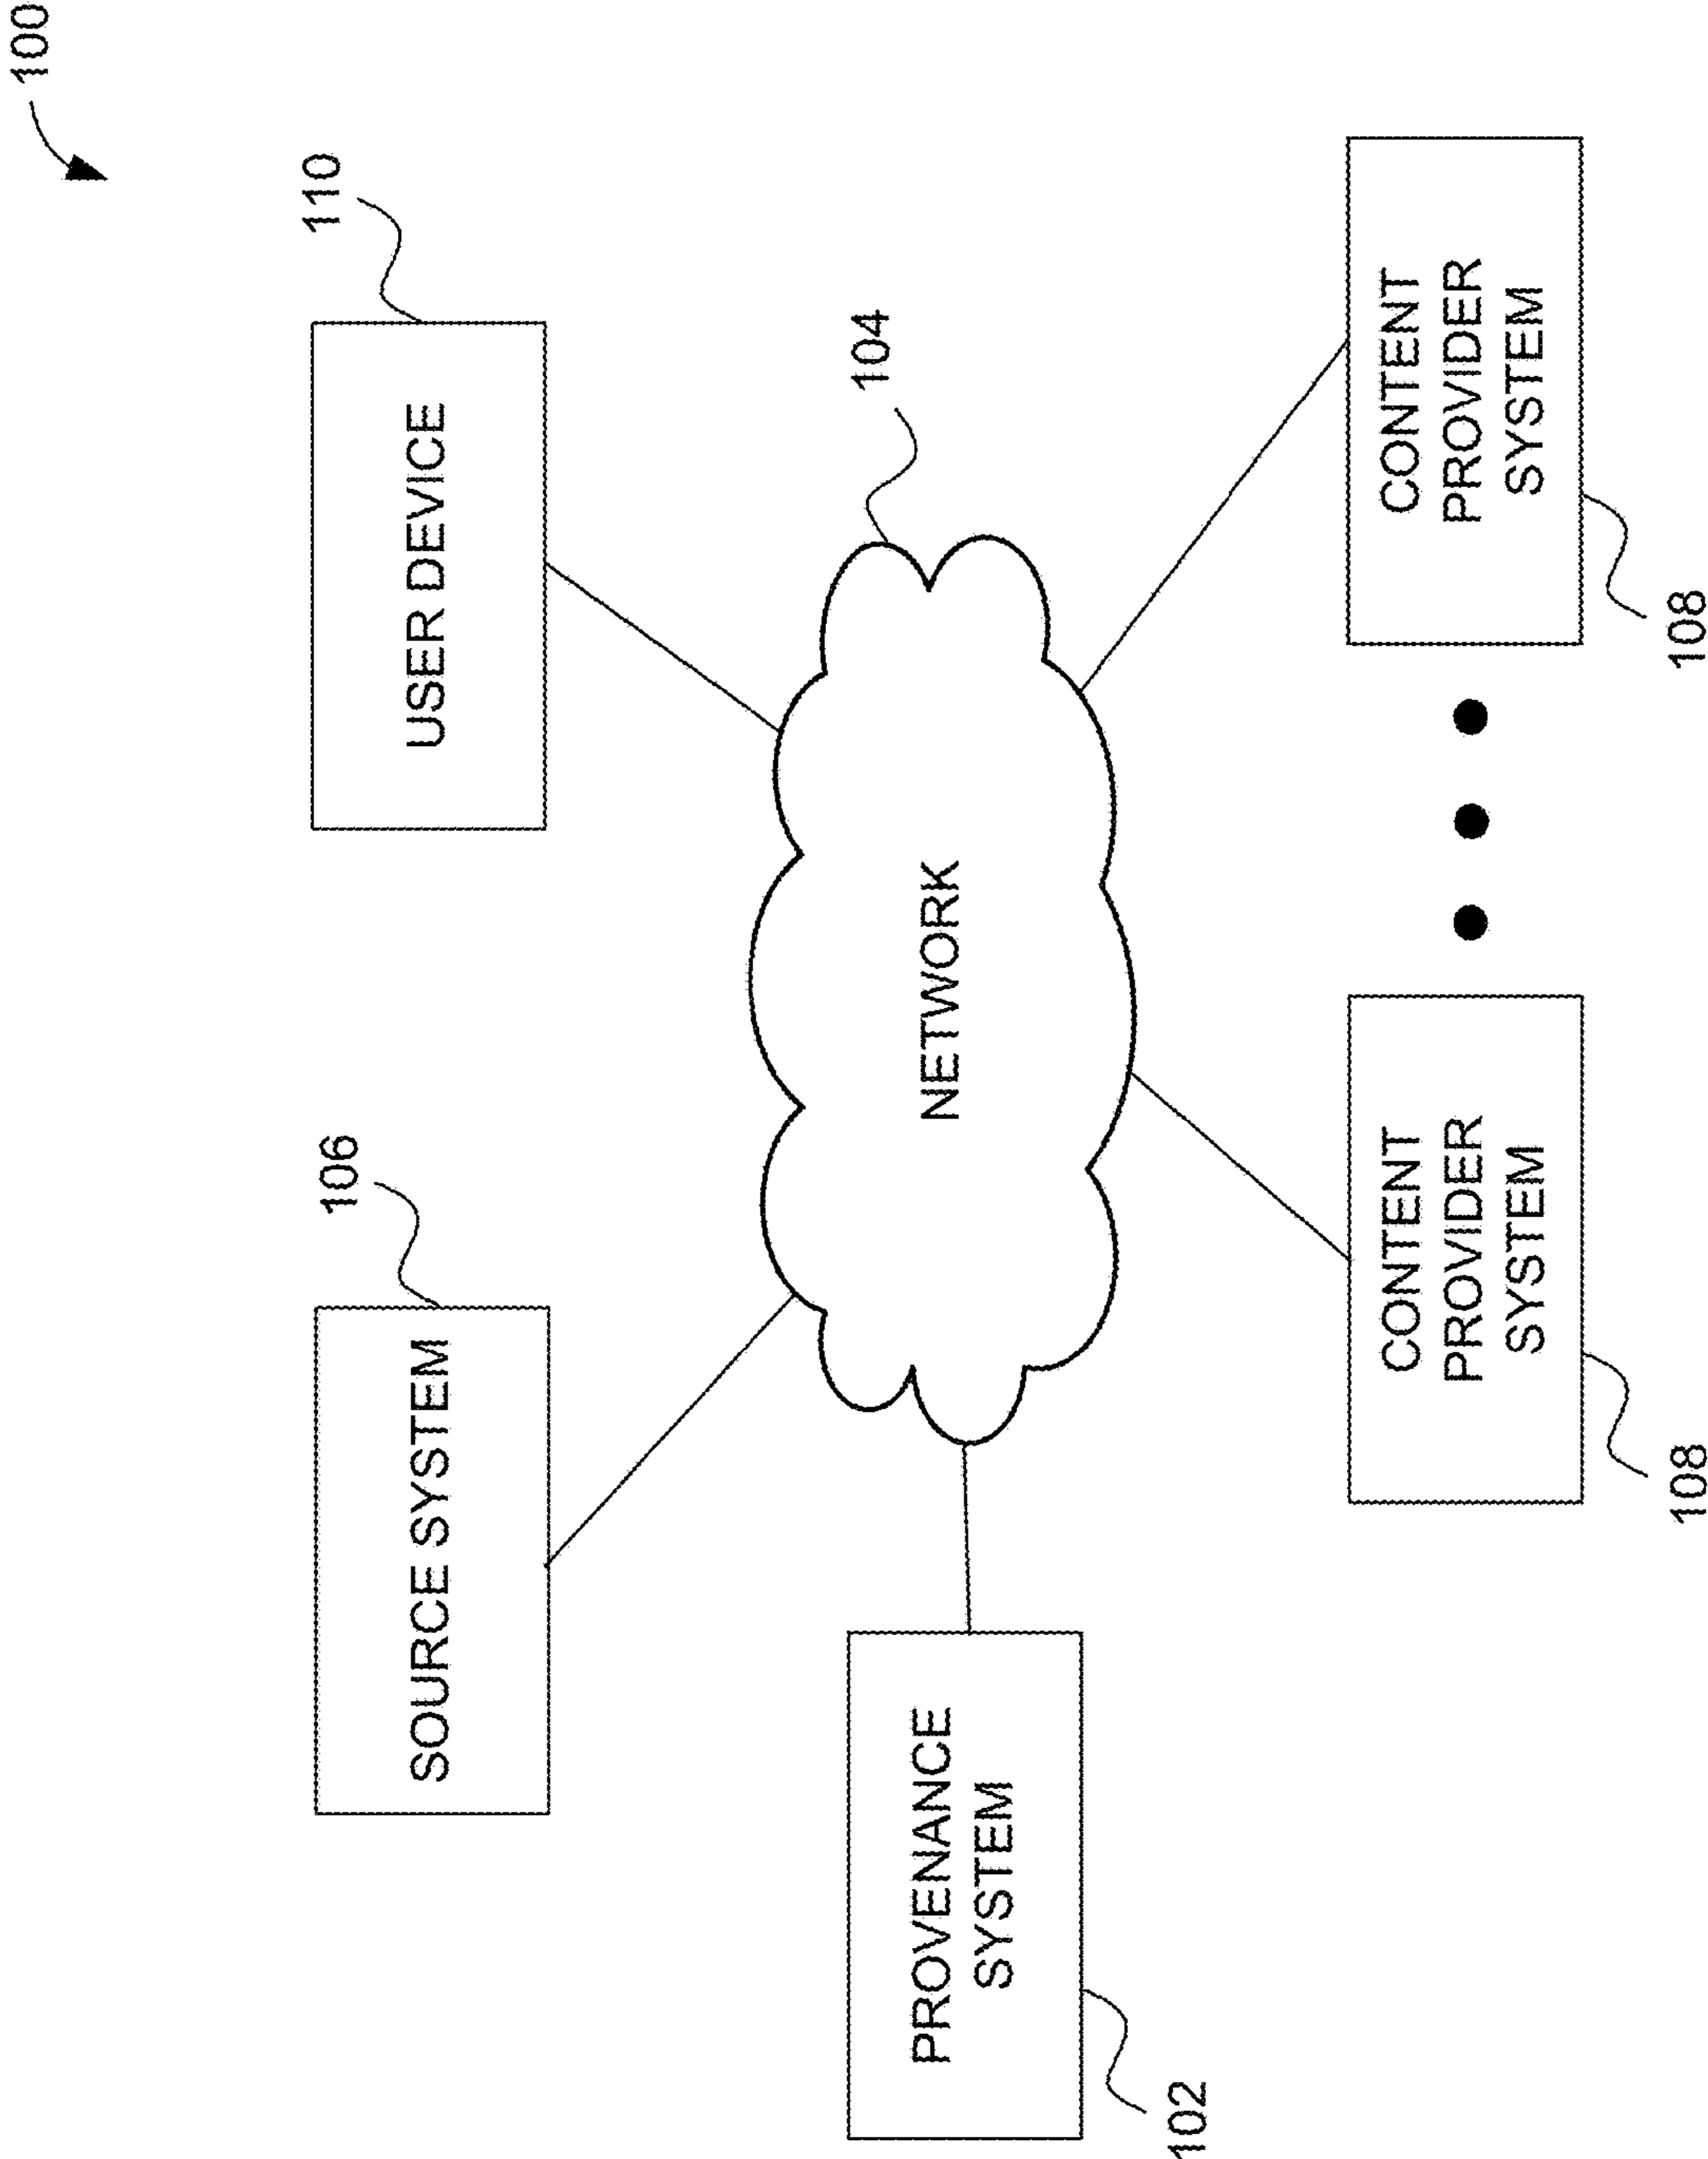 100
106
110
SOURCE SYSTEM
USER DEVICE
104
PROVENANCE
SYSTEM
NETWORK
102
CONTENT
PROVIDER
SYSTEM
CONTENT
PROVIDER
SYSTEM
108
108